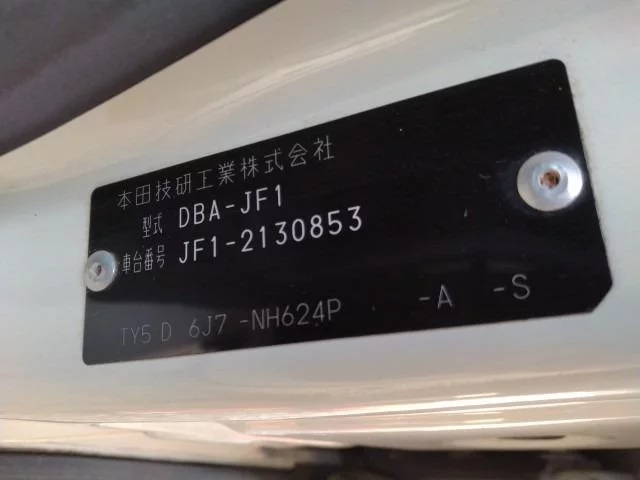 本田技研工業株式会社
型式 DBA-JF1
車台番号 JF1-2130853
TY5 D 6J7 -NH624P -A -S